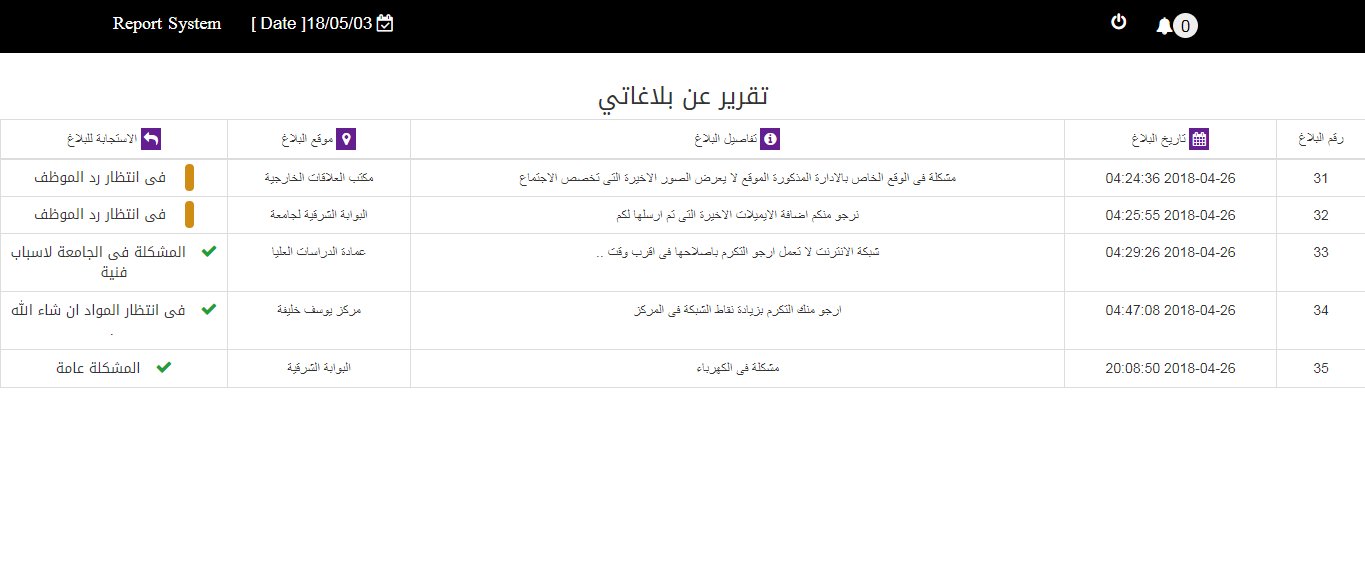 Report System [ Date ]18/05/03
0
تقرير عن بلاغاتي
رقم البلاغ تاريخ البلاغ تفاصيل البلاغ موقع البلاغ الاستجابة للبلاغ
31 2018-04-26 04:24:36 مشكلة فى الوقع الخاص بالادارة المذكورة الموقع لا يعرض الصور الاخيرة التى تخصص الاجتماع مكتب العلاقات الخارجية فى انتظار رد الموظف
32 2018-04-26 04:25:55 نرجو منكم اضافة الايميلات الاخيرة التى تم ارسلها لكم البوابة الشرقية لجامعة فى انتظار رد الموظف
33 2018-04-26 04:29:26 شبكة الانترنت لا تعمل ارجو التكرم باصلاحها فى اقرب وقت .. عمادة الدراسات العليا المشكلة فى الجامعة لاسباب
فنية
34 2018-04-26 04:47:08 ارجو منك التكرم بزيادة نقاط الشبكة فى المركز مركز يوسف خليفة فى انتظار المواد ان شاء الله
.
35 2018-04-26 20:08:50 مشكلة فى الكهرباء البوابة الشرقية المشكلة عامة